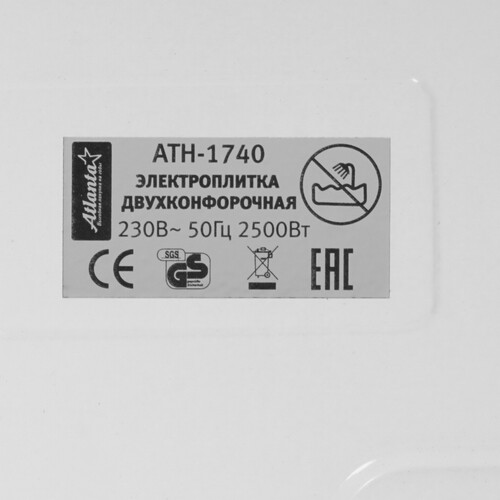 Atlanta
ATH-1740
ЭЛЕКТРОПЛИТКА
ДВУХКОНФОРОЧНАЯ
230В~ 50Гц 2500Вт
CE
SGS
GS
EAC